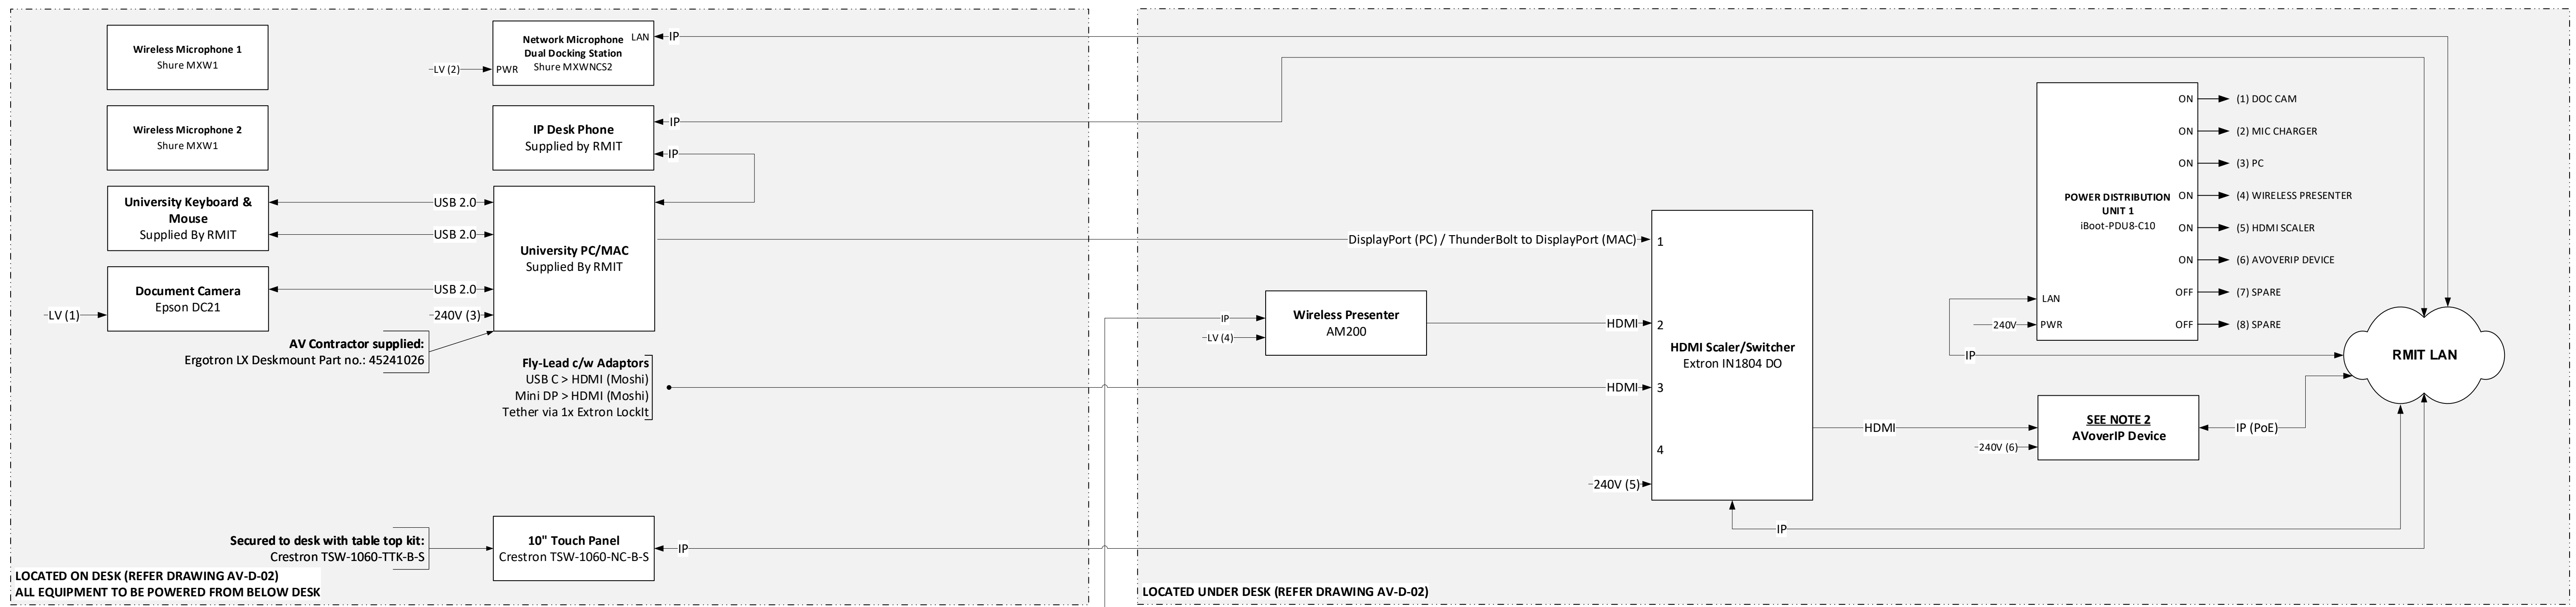 Wireless Microphone 1
Shure MXW1
Network Microphone
Dual Docking Station
Shure MXWNCS2
LAN
IP
LV (2)
PWR
Wireless Microphone 2
Shure MXW1
IP Desk Phone
Supplied by RMIT
IP
IP
University Keyboard &
Mouse
Supplied By RMIT
USB 2.0
USB 2.0
University PC/MAC
Supplied By RMIT
Document Camera
Epson DC21
USB 2.0
LV (1)
240V (3)
AV Contractor supplied:
Ergotron LX Deskmount Part no.: 45241026
Fly-Lead c/w Adaptors
USB C > HDMI (Moshi)
Mini DP > HDMI (Moshi)
Tether via 1x Extron LockIt
Secured to desk with table top kit:
Crestron TSW-1060-TTK-B-S
10" Touch Panel
Crestron TSW-1060-NC-B-S
IP
LOCATED ON DESK (REFER DRAWING AV-D-02)
ALL EQUIPMENT TO BE POWERED FROM BELOW DESK
DisplayPort (PC) / ThunderBolt to DisplayPort (MAC)
1
IP
LV (4)
Wireless Presenter
AM200
HDMI
2
HDMI Scaler/Switcher
Extron IN1804 DO
HDMI
3
4
240V (5)
IP
HDMI
POWER DISTRIBUTION
UNIT 1
iBoot-PDU8-C10
ON
(1) DOC CAM
ON
(2) MIC CHARGER
ON
(3) PC
ON
(4) WIRELESS PRESENTER
ON
(5) HDMI SCALER
ON
(6) AVOVERIP DEVICE
OFF
(7) SPARE
OFF
(8) SPARE
LAN
240V
PWR
IP
RMIT LAN
SEE NOTE 2
AVoverIP Device
240V (6)
IP (PoE)
LOCATED UNDER DESK (REFER DRAWING AV-D-02)